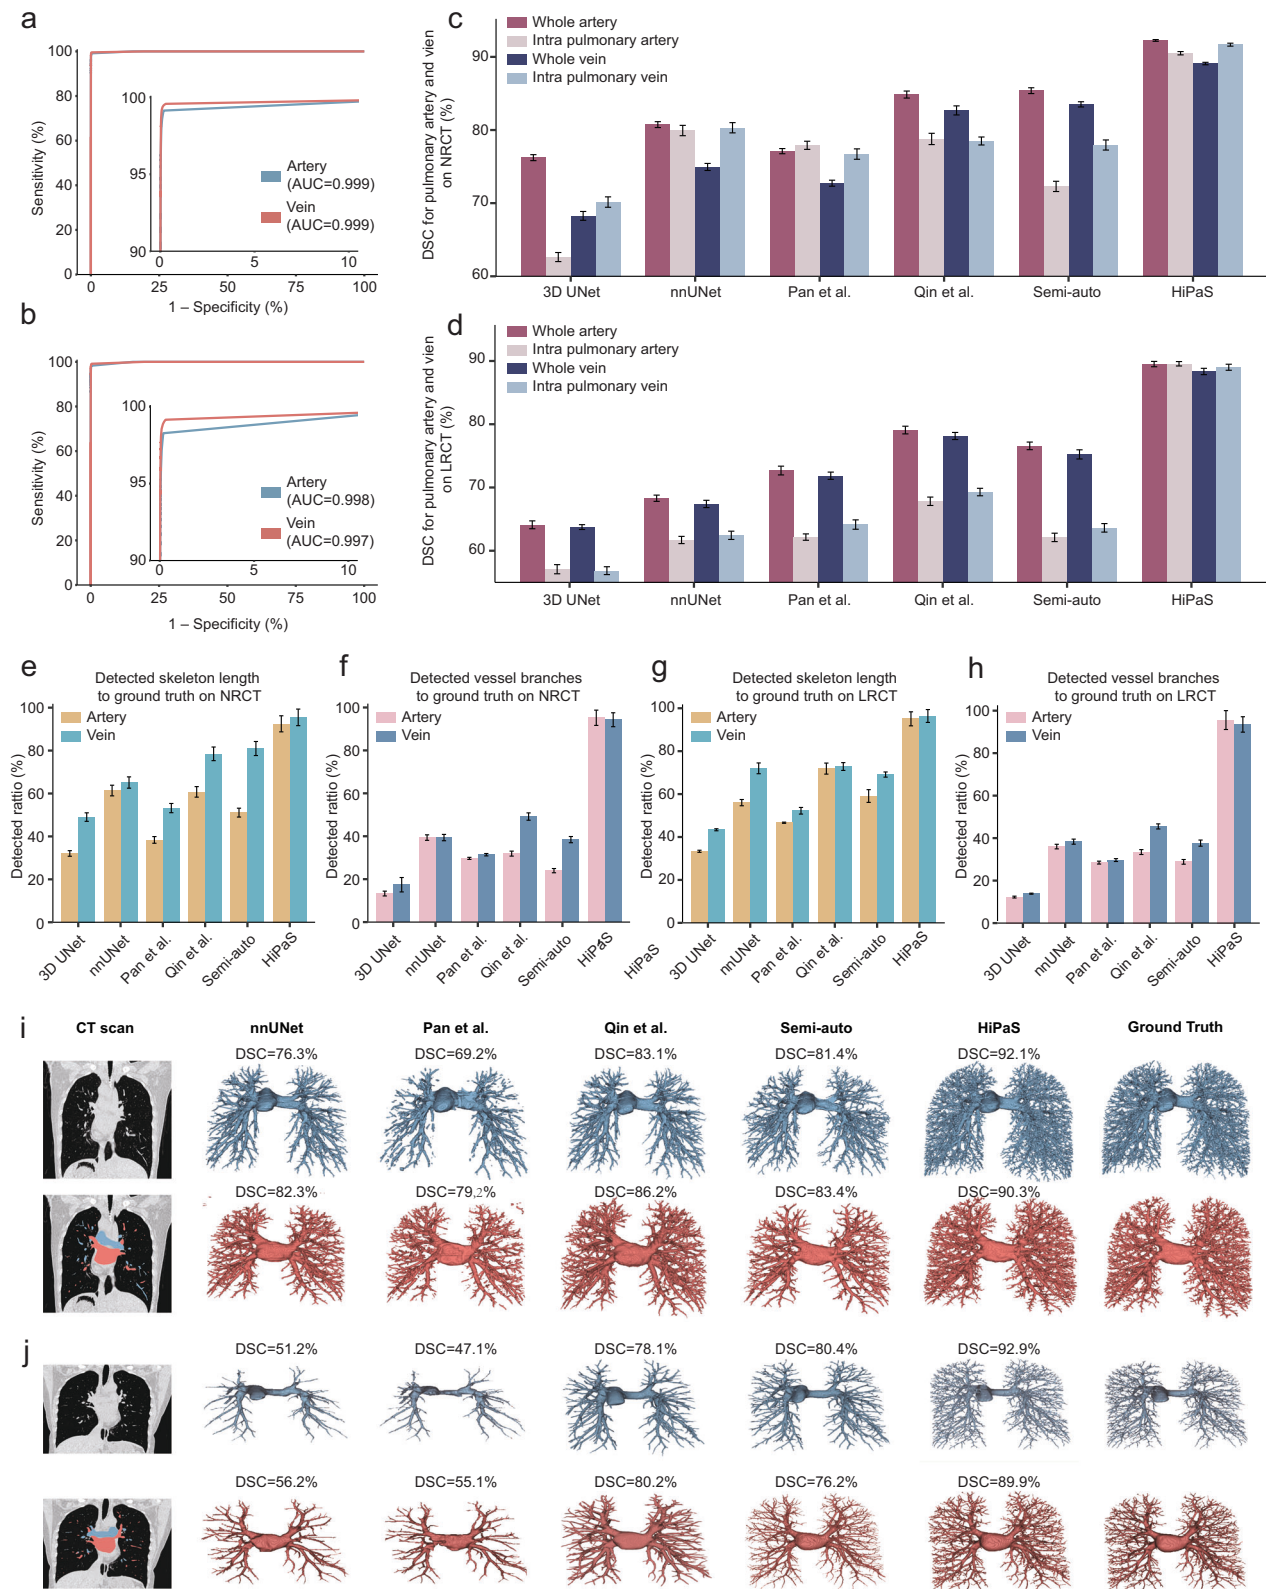 a
100
80
60
40
20
0
Sensitivity (%)
0 25 50 75 100
1 – Specificity (%)
100
95
90
0 5 10
Artery
(AUC=0.999)
Vein
(AUC=0.999)
b
100
80
60
40
20
0
Sensitivity (%)
0 25 50 75 100
1 – Specificity (%)
100
95
90
0 5 10
Artery
(AUC=0.998)
Vein
(AUC=0.997)
c
DSC for pulmonary artery and vien
on NRCT (%)
90
80
70
60
Whole artery
Intra pulmonary artery
Whole vein
Intra pulmonary vein
3D UNet nnUNet Pan et al. Qin et al. Semi-auto HiPaS
d
DSC for pulmonary artery and vien
on LRCT (%)
90
80
70
60
Whole artery
Intra pulmonary artery
Whole vein
Intra pulmonary vein
3D UNet nnUNet Pan et al. Qin et al. Semi-auto HiPaS
e
Detected skeleton length
to ground truth on NRCT
Detected rattio (%)
100
80
60
40
20
0
Artery
Vein
3D UNet nnUNet Pan et al. Qin et al. Semi-auto HiPaS
f
Detected vessel branches
to ground truth on NRCT
Detected ratio (%)
100
80
60
40
20
0
Artery
Vein
3D UNet nnUNet Pan et al. Qin et al. Semi-auto HiPaS HiPaS
g
Detected skeleton length
to ground truth on LRCT
Detected ratio (%)
100
80
60
40
20
0
Artery
Vein
3D UNet nnUNet Pan et al. Qin et al. Semi-auto HiPaS
h
Detected vessel branches
to ground truth on LRCT
Detected ratio (%)
100
80
60
40
20
0
Artery
Vein
3D UNet nnUNet Pan et al. Qin et al. Semi-auto HiPaS
i
CT scan nnUNet Pan et al. Qin et al. Semi-auto HiPaS Ground Truth
DSC=76.3% DSC=69.2% DSC=83.1% DSC=81.4% DSC=92.1%
DSC=82.3% DSC=79.2% DSC=86.2% DSC=83.4% DSC=90.3%
j
DSC=51.2% DSC=47.1% DSC=78.1% DSC=80.4% DSC=92.9%
DSC=56.2% DSC=55.1% DSC=80.2% DSC=76.2% DSC=89.9%